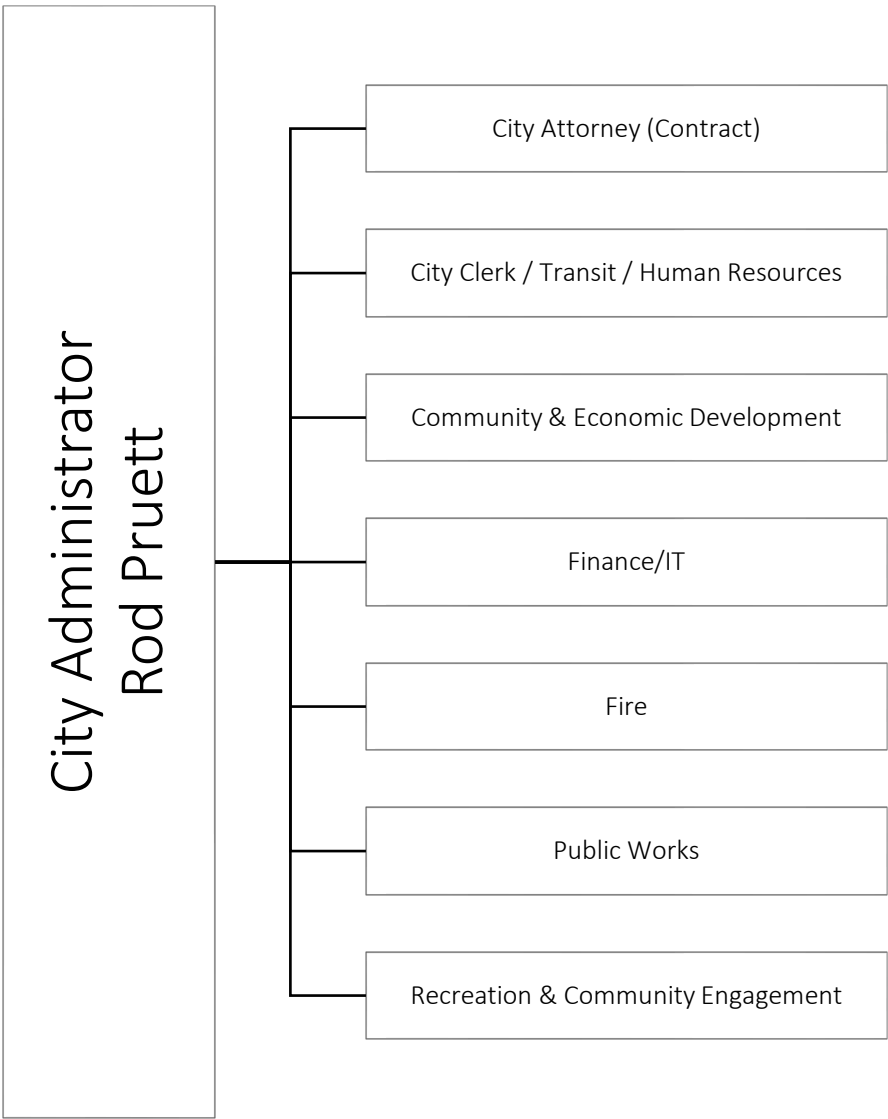 City Administrator
Rod Pruett
City Attorney (Contract)
City Clerk / Transit / Human Resources
Community & Economic Development
Finance/IT
Fire
Public Works
Recreation & Community Engagement